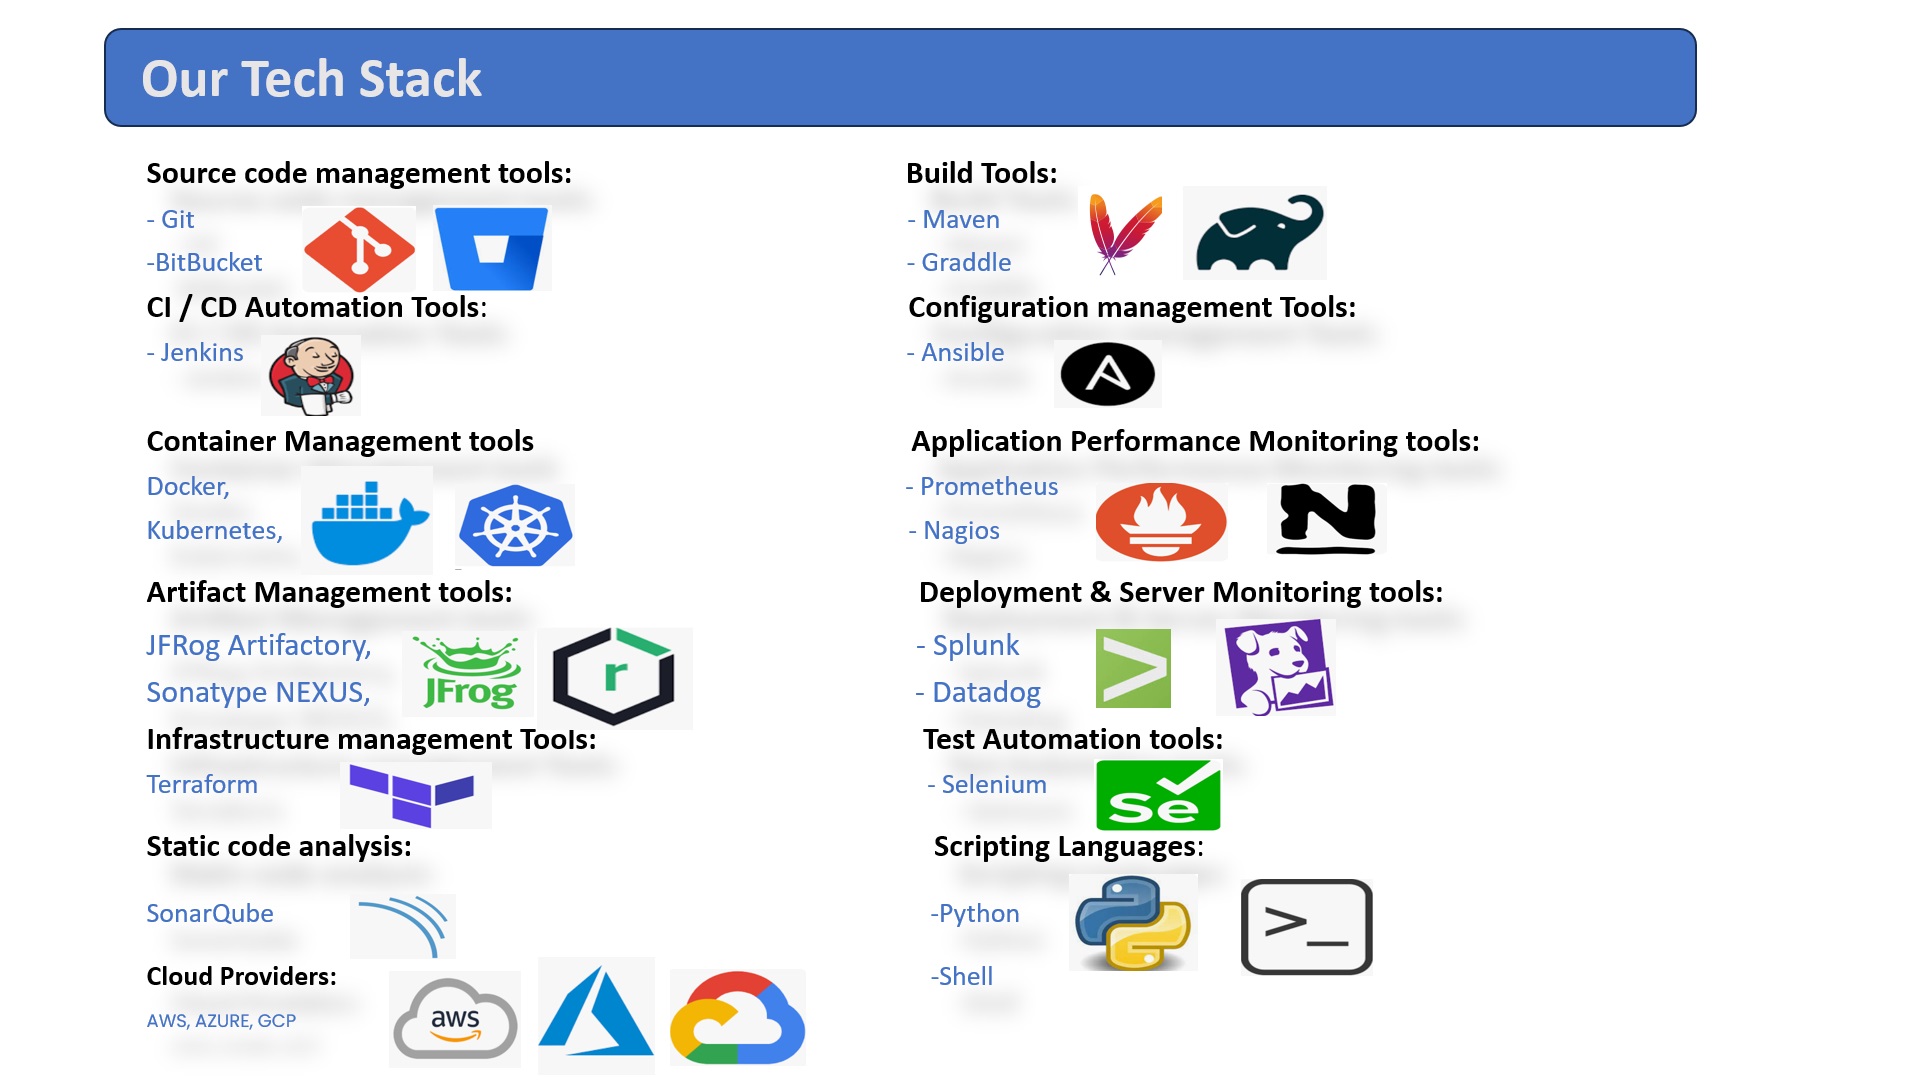 Our Tech Stack
Source code management tools:
- Git
-BitBucket
CI / CD Automation Tools:
- Jenkins
Container Management tools
Docker,
Kubernetes,
Artifact Management tools:
JFRog Artifactory,
Sonatype NEXUS,
JFrog
r
Infrastructure management Tools:
Terraform
Static code analysis:
SonarQube
Cloud Providers:
AWS, AZURE, GCP
aws
Build Tools:
- Maven
- Graddle
Configuration management Tools:
- Ansible
A
Application Performance Monitoring tools:
- Prometheus
- Nagios
N
Deployment & Server Monitoring tools:
- Splunk
- Datadog
>
Test Automation tools:
- Selenium
Se
Scripting Languages:
-Python
-Shell
>_